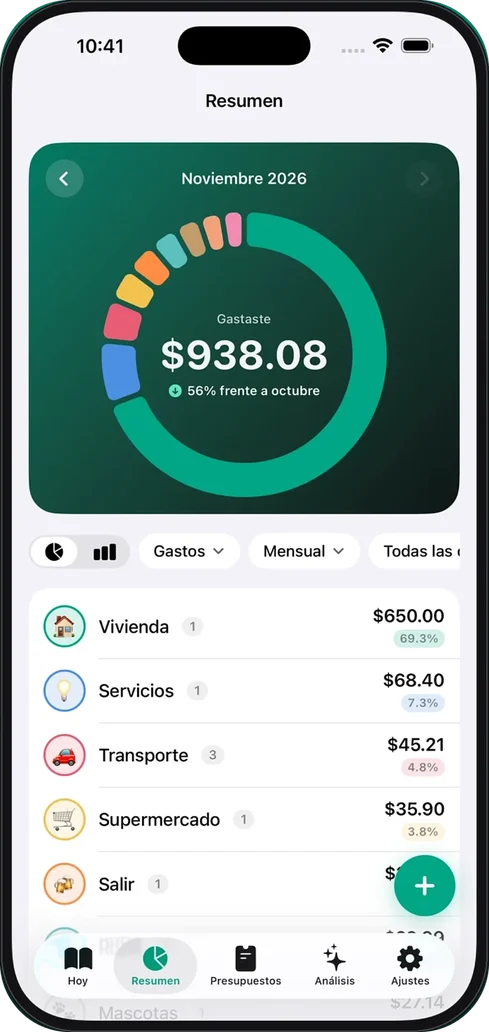 10:41
Resumen
Noviembre 2026
Gastaste
$938.08
56% frente a octubre
Gastos
Mensual
Todas las
Vivienda 1
$650.00
69.3%
Servicios 1
$68.40
7.3%
Transporte 3
$45.21
4.8%
Supermercado 1
$35.90
3.8%
Salir 1
Hoy
Resumen
Presupuestos
Análisis
Ajustes
Mascotas 1
$27.14